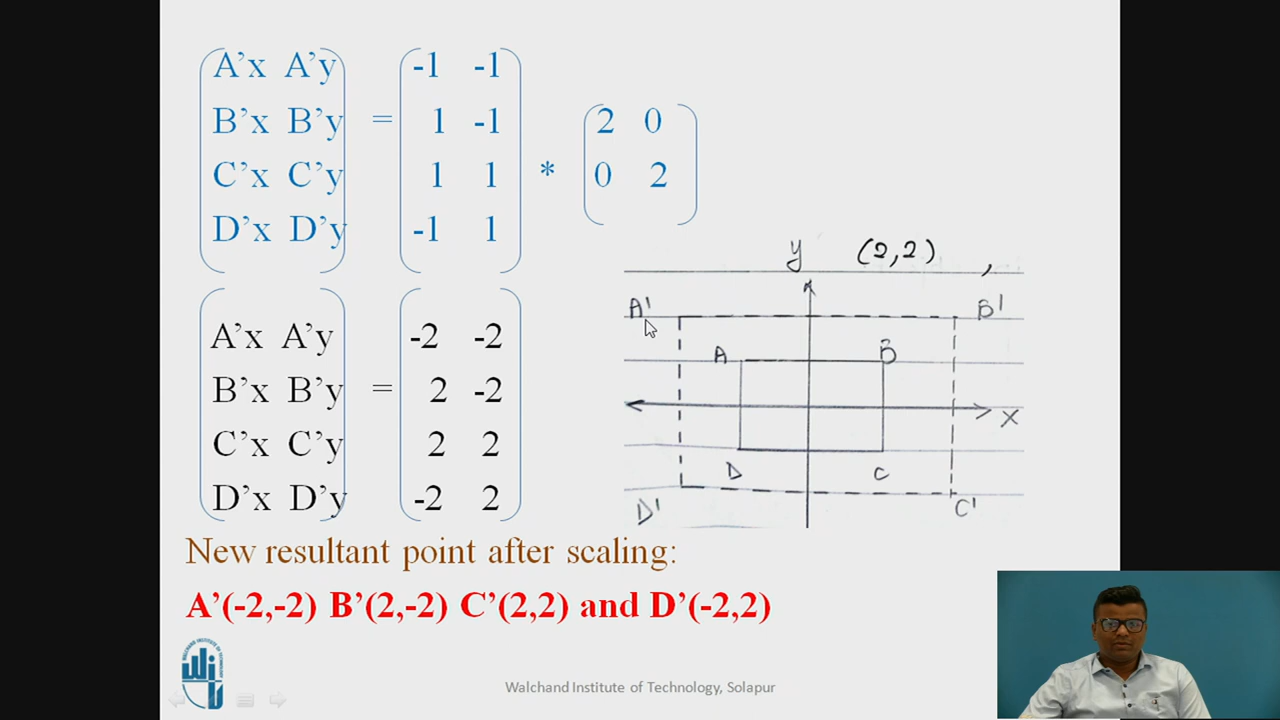 A’x A’y = -1 -1
B’x B’y 1 -1 * 2 0
C’x C’y 1 1 0 2
D’x D’y -1 1
A’x A’y = -2 -2
B’x B’y 2 -2
C’x C’y 2 2
D’x D’y -2 2
y (2,2) ,
A' B'
A B
X
D C
D' C'
New resultant point after scaling:
A’(-2,-2) B’(2,-2) C’(2,2) and D’(-2,2)
Walchand Institute of Technology, Solapur